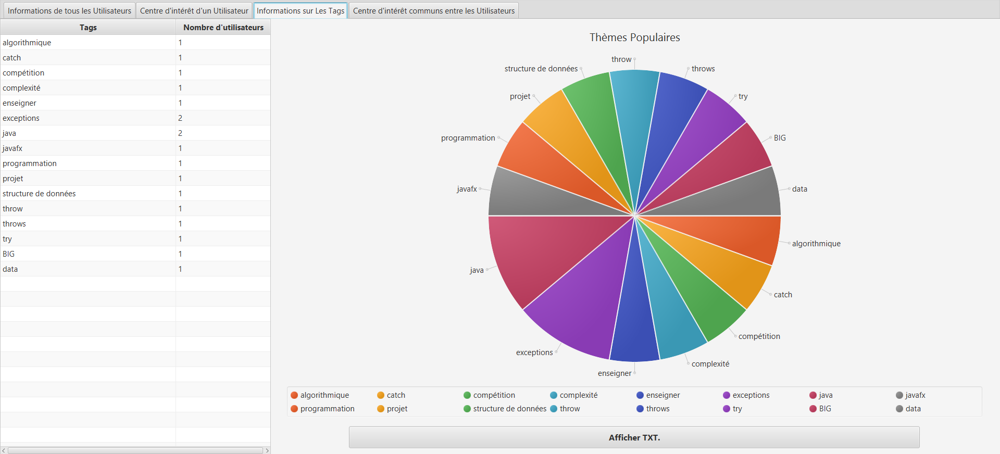 Informations de tous les Utilisateurs
Centre d'intérêt d'un Utilisateur
Informations sur Les Tags
Centre d'intérêt communs entre les Utilisateurs
Tags Nombre d'utilisateurs
algorithmique 1
catch 1
compétition 1
complexité 1
enseigner 1
exceptions 2
java 2
javafx 1
programmation 1
projet 1
structure de données 1
throw 1
throws 1
try 1
BIG 1
data 1
Thèmes Populaires
throw
structure de données
throws
projet
try
programmation
BIG
javafx
data
algorithmique
java
catch
compétition
exceptions
complexité
enseigner
algorithmique catch compétition complexité enseigner exceptions java javafx
programmation projet structure de données throw throws try BIG data
Afficher TXT.